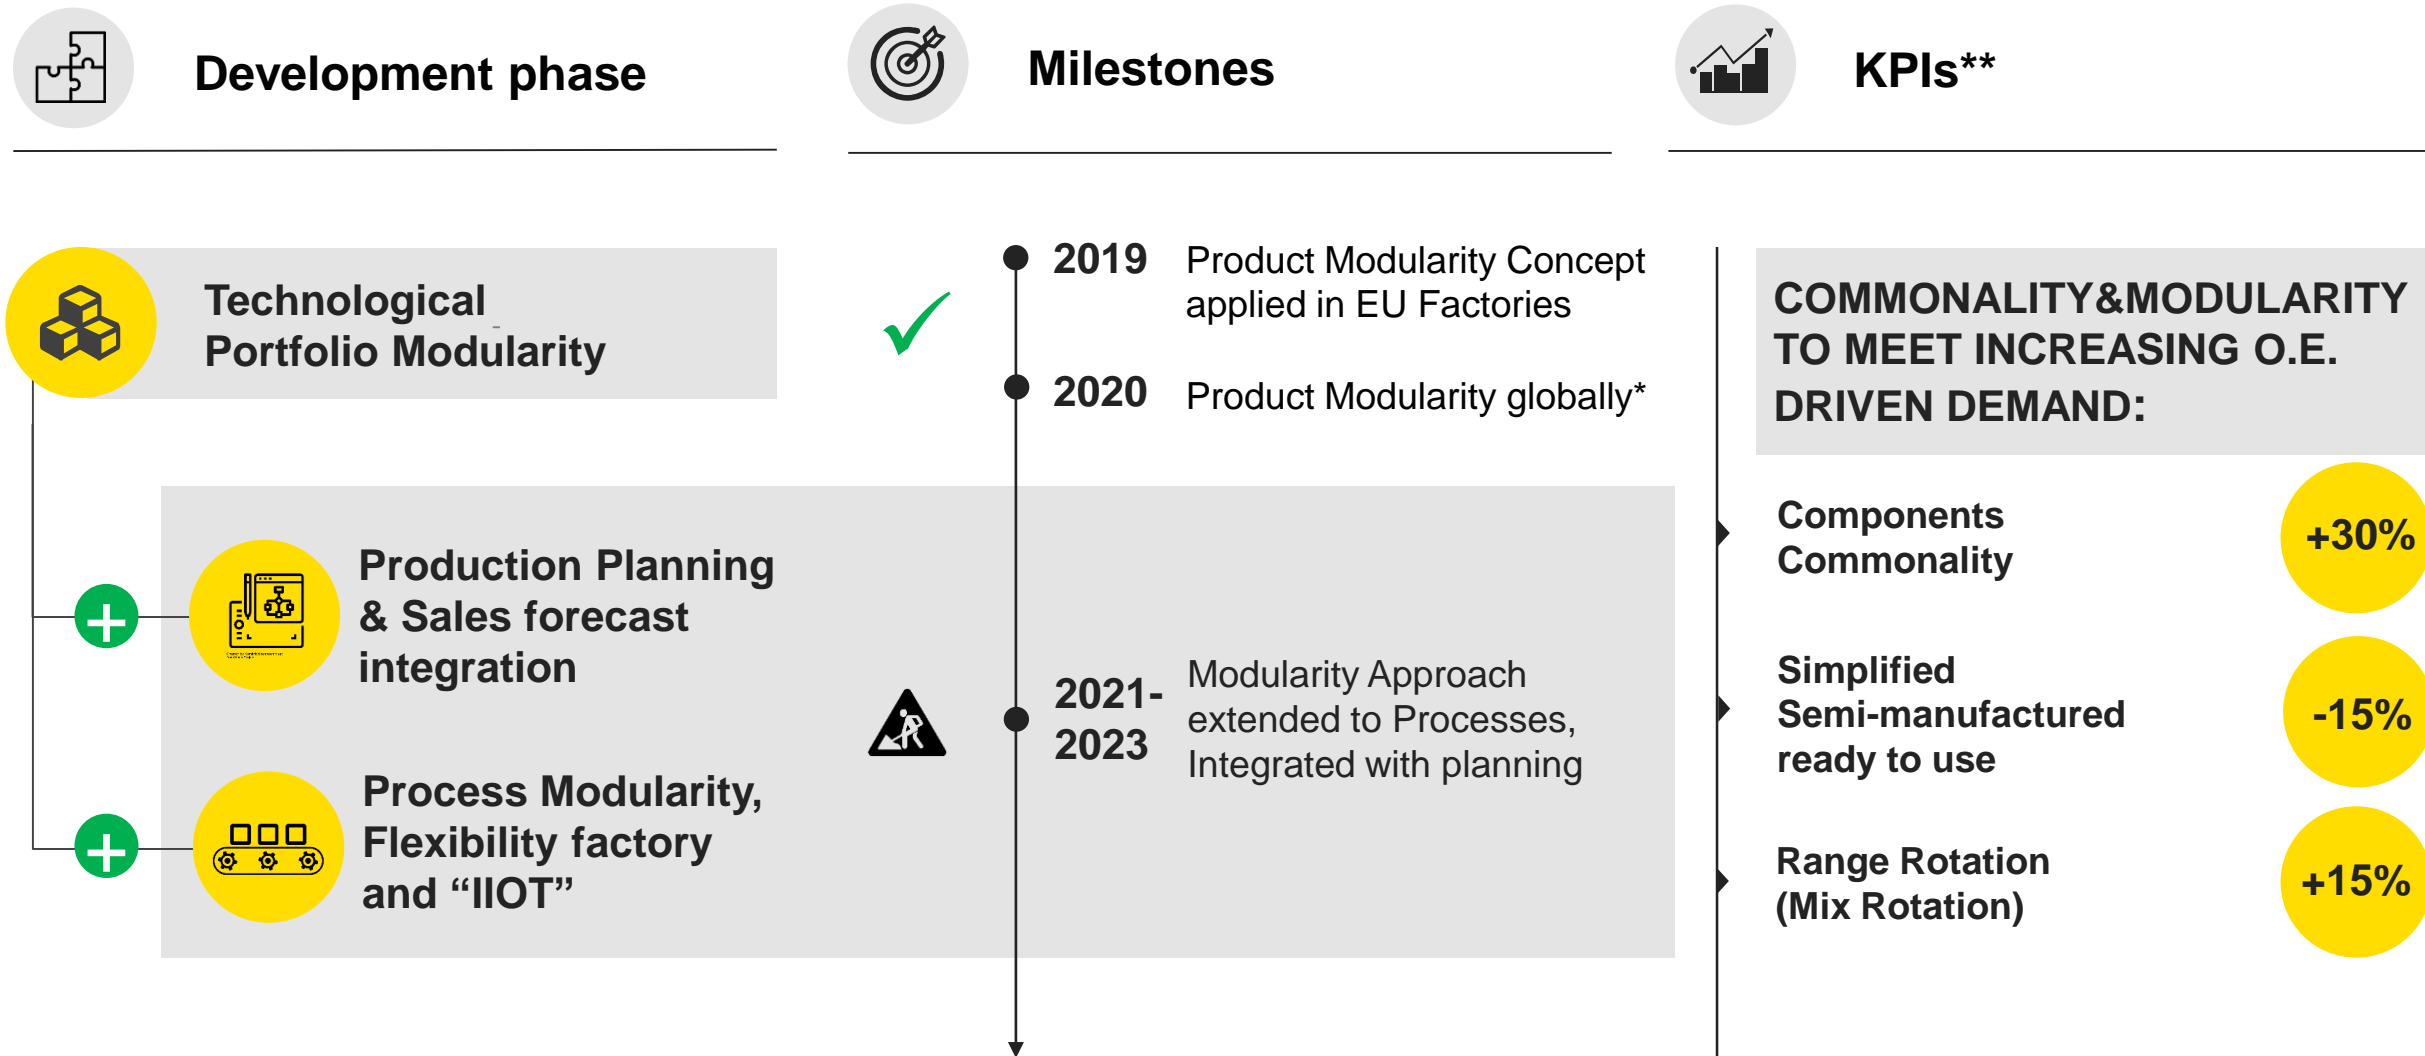 Development phase
Milestones
KPIs**
Technological
Portfolio Modularity
2019 Product Modularity Concept
applied in EU Factories
2020 Product Modularity globally*
COMMONALITY&MODULARITY
TO MEET INCREASING O.E.
DRIVEN DEMAND:
Production Planning
& Sales forecast
integration
Process Modularity,
Flexibility factory
and “IIOT”
2021-
2023
Modularity Approach
extended to Processes,
Integrated with planning
Components
Commonality
+30%
Simplified
Semi-manufactured
ready to use
-15%
Range Rotation
(Mix Rotation)
+15%